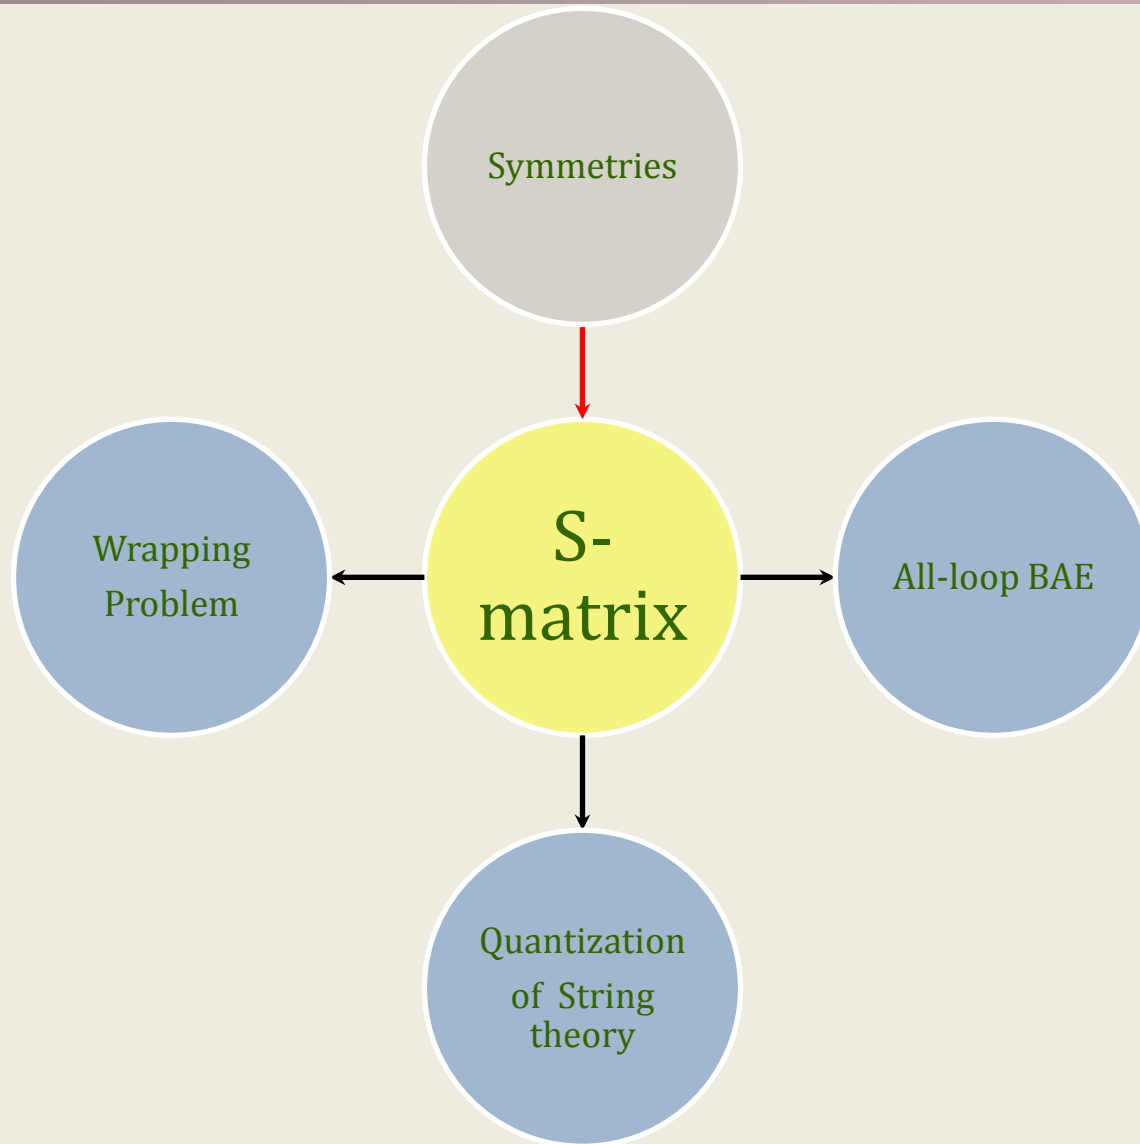 Symmetries
Wrapping
Problem
S-
matrix
All-loop BAE
Quantization
of String
theory